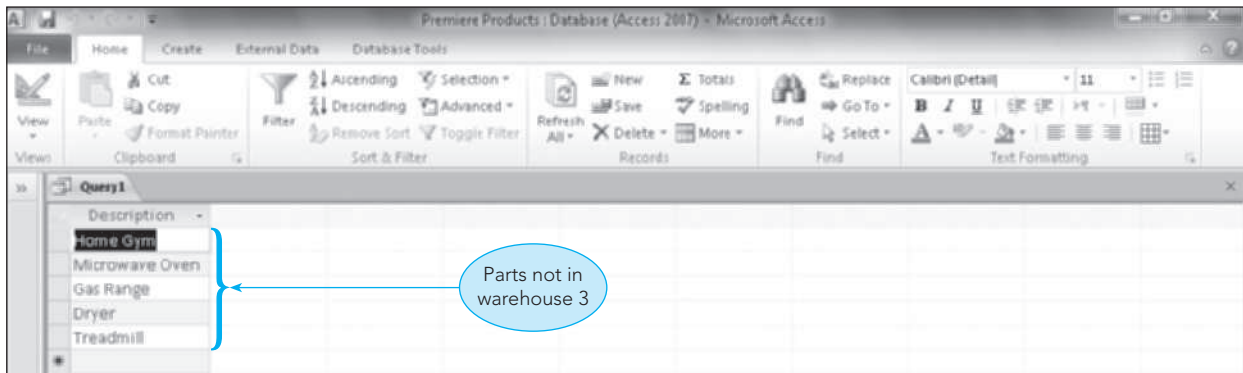 Premiere Products : Database (Access 2007) - Microsoft Access
File Home Create External Data Database Tools
View
Views
Paste
Cut
Copy
Format Painter
Clipboard
Filter
Ascending
Descending
Remove Sort
Selection
Advanced
Toggle Filter
Sort & Filter
Refresh
All
New
Save
Delete
Totals
Spelling
More
Records
Find
Replace
Go To
Select
Find
Calibri (Detail) 11
B I U
A
Text Formatting
Query1
Description
Home Gym
Microwave Oven
Gas Range
Dryer
Treadmill
Parts not in
warehouse 3